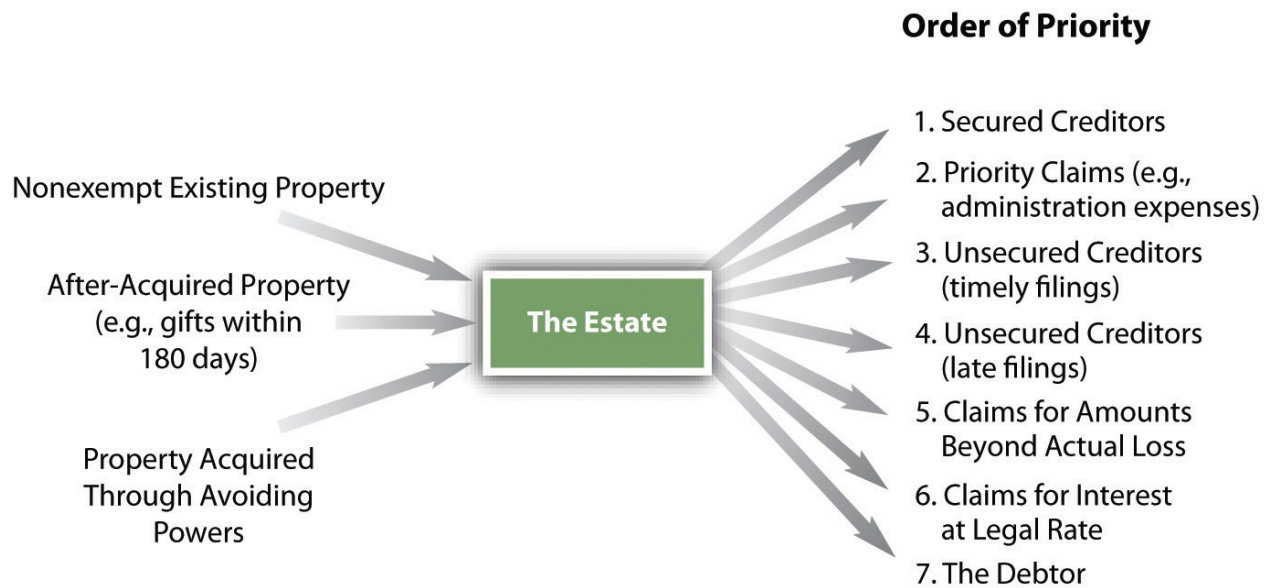 Order of Priority
Nonexempt Existing Property
After-Acquired Property
(e.g., gifts within
180 days)
Property Acquired
Through Avoiding
Powers
The Estate
1. Secured Creditors
2. Priority Claims (e.g.,
administration expenses)
3. Unsecured Creditors
(timely filings)
4. Unsecured Creditors
(late filings)
5. Claims for Amounts
Beyond Actual Loss
6. Claims for Interest
at Legal Rate
7. The Debtor